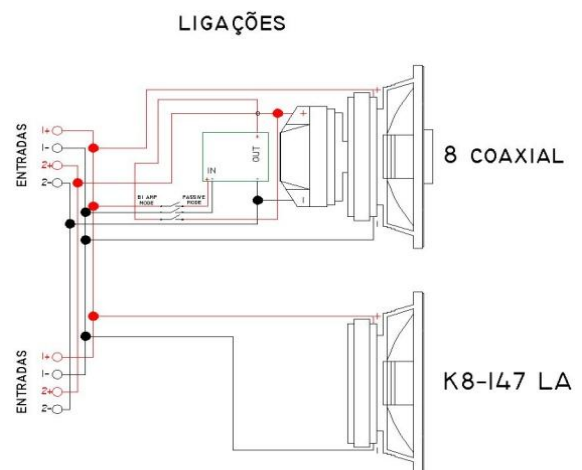 LIGAÇÕES
ENTRADAS
1+
1-
2+
2-
+
OUT
-
IN
+ -
+
-
+
-
8 COAXIAL
BI AMP
MODE
PASSIVE
MODE
ENTRADAS
1+
1-
2+
2-
+
-
K8-147 LA